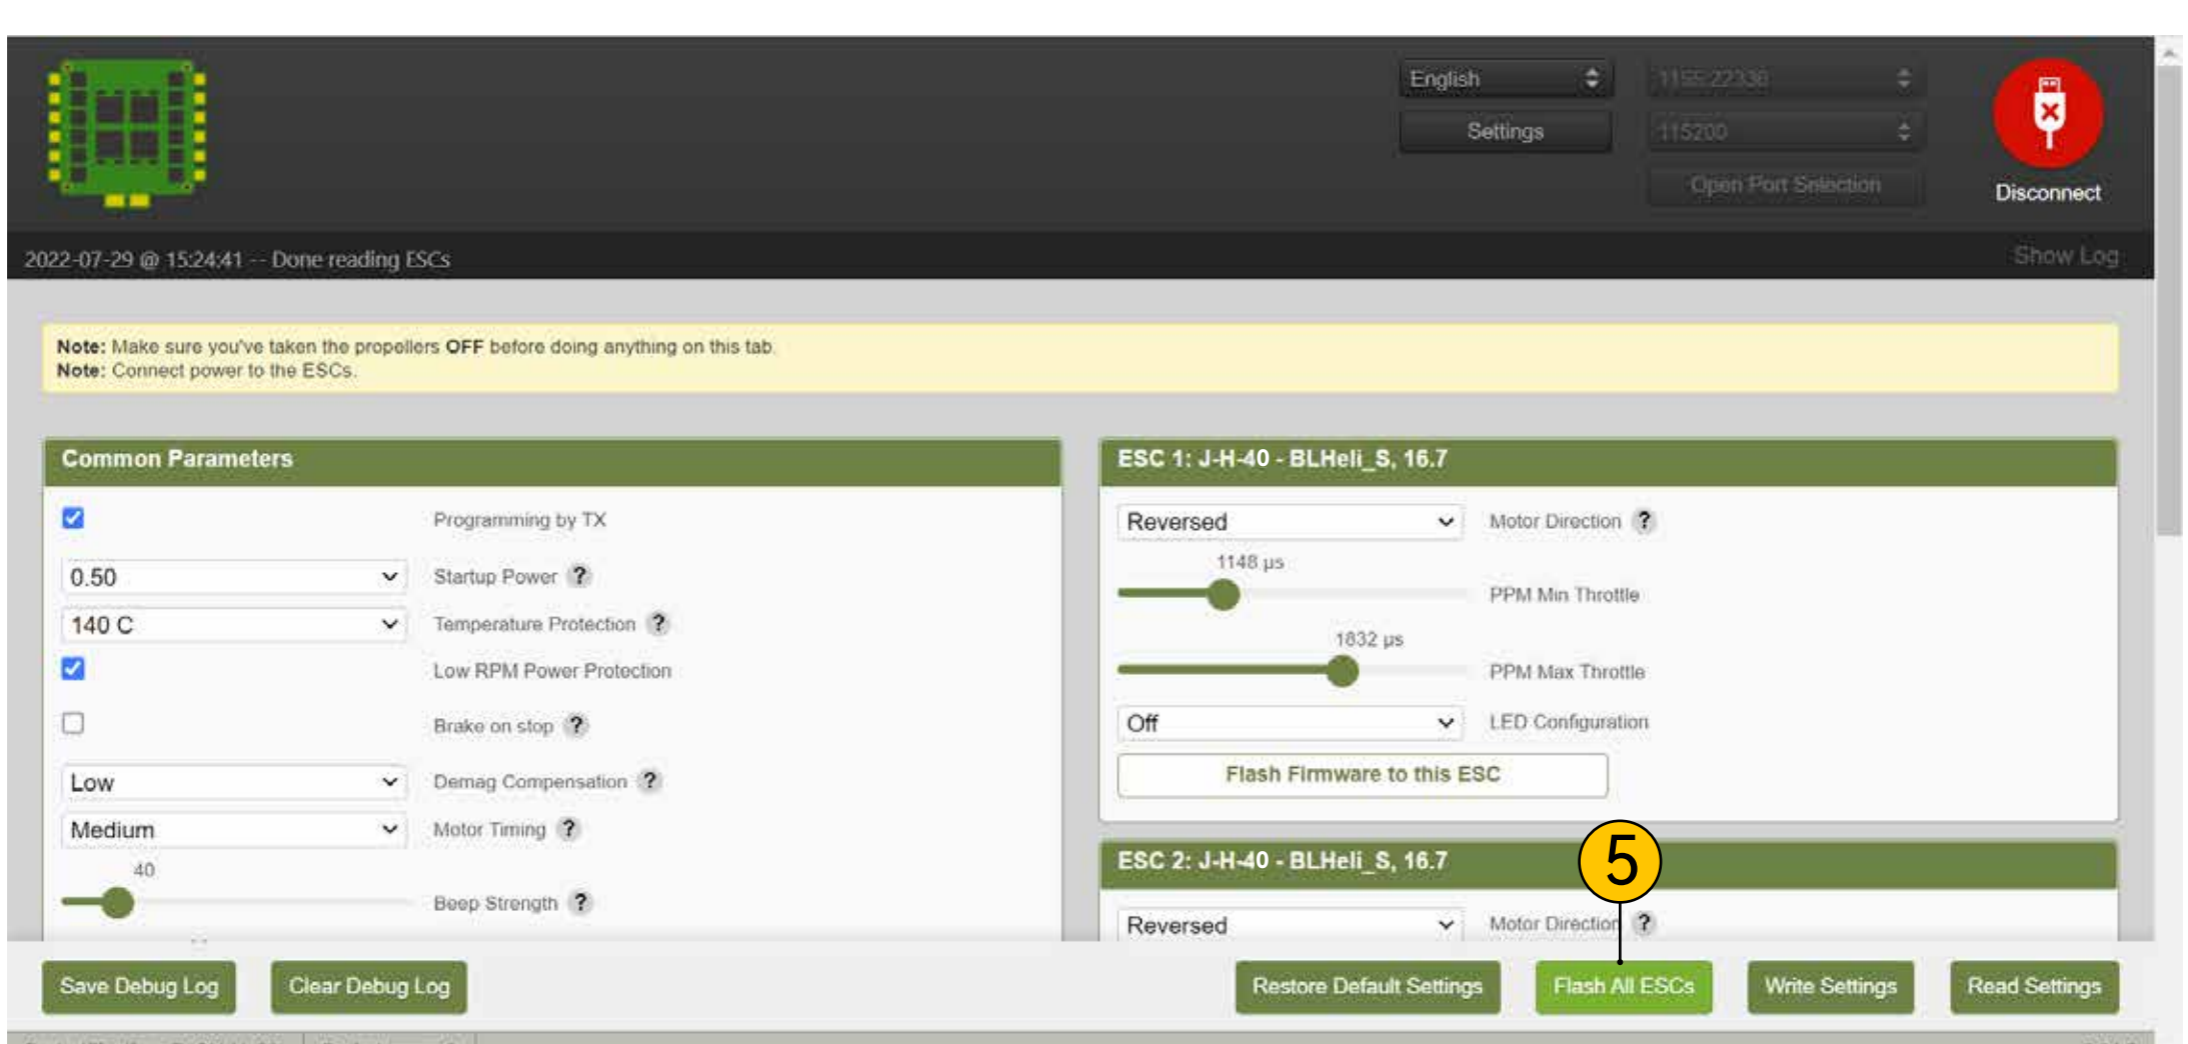 English
1155:22336
Settings
115200
Open Port Selection
Disconnect
2022-07-29 @ 15:24:41 -- Done reading ESCs
Show Log
Note: Make sure you've taken the propellers OFF before doing anything on this tab.
Note: Connect power to the ESCs.
Common Parameters
Programming by TX
0.50 Startup Power ?
140 C Temperature Protection ?
Low RPM Power Protection
Brake on stop ?
Low Demag Compensation ?
Medium Motor Timing ?
40
Beep Strength ?
ESC 1: J-H-40 - BLHeli_S, 16.7
Reversed Motor Direction ?
1148 µs
PPM Min Throttle
1832 µs
PPM Max Throttle
Off LED Configuration
Flash Firmware to this ESC
ESC 2: J-H-40 - BLHeli_S, 16.7
5
Reversed Motor Direction ?
Save Debug Log Clear Debug Log Restore Default Settings Flash All ESCs Write Settings Read Settings